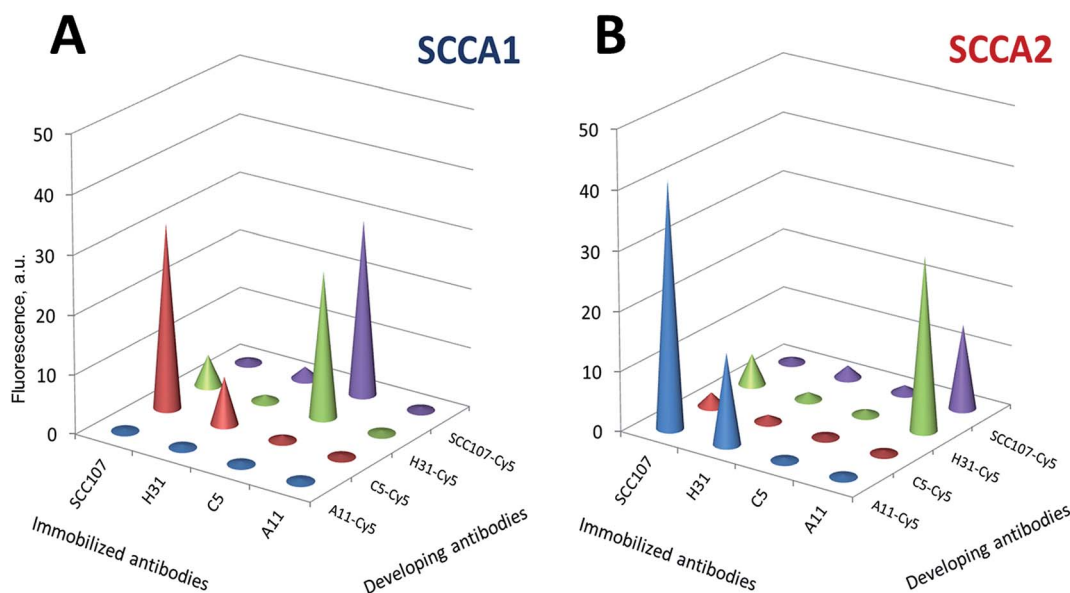 A
SCCA1
Fluorescence, a.u.
50
40
30
20
10
0
SCC107
H31
C5
A11
Immobilized antibodies
A11-Cy5
C5-Cy5
H31-Cy5
SCC107-Cy5
Developing antibodies
B
SCCA2
50
40
30
20
10
0
SCC107
H31
C5
A11
Immobilized antibodies
A11-Cy5
C5-Cy5
H31-Cy5
SCC107-Cy5
Developing antibodies